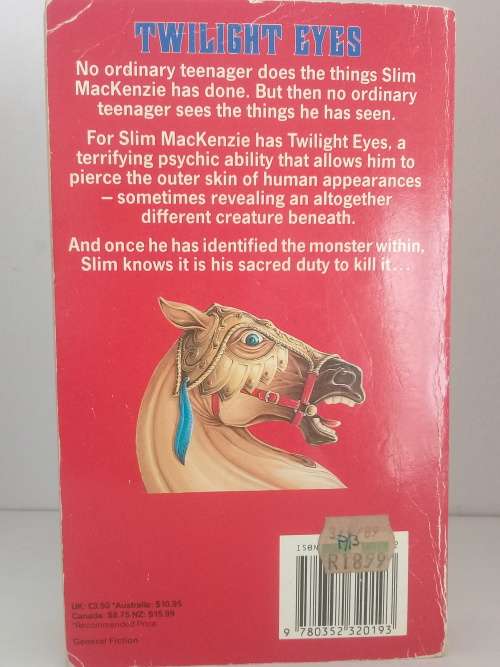 TWILIGHT EYES
No ordinary teenager does the things Slim
MacKenzie has done. But then no ordinary
teenager sees the things he has seen.
For Slim MacKenzie has Twilight Eyes, a
terrifying psychic ability that allows him to
pierce the outer skin of human appearances
– sometimes revealing an altogether
different creature beneath.
And once he has identified the monster within,
Slim knows it is his sacred duty to kill it...
ISBN
R1899
UK: £3.50 *Australia: $10.95
Canada: $8.75 NZ: $15.99
*Recommended Price
General Fiction
9 780352 320193